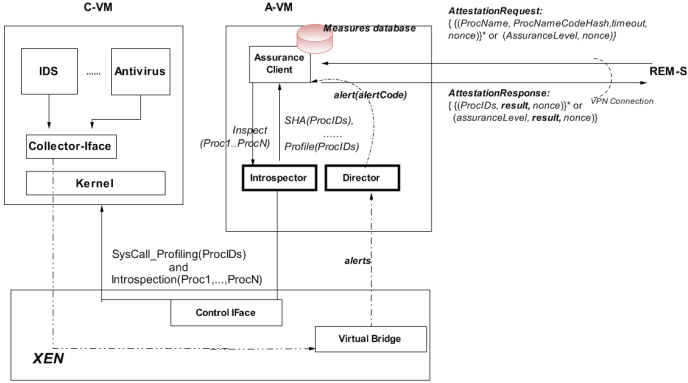 C-VM
A-VM
IDS
......
Antivirus
Collector-Iface
Kernel
Measures database
Assurance
Client
alert(alertCode)
Inspect
(Proc1..ProcN)
SHA(ProcIDs),
......
Profile(ProcIDs)
Introspector
Director
AttestationRequest:
{ {(ProcName, ProcNameCodeHash,timeout,
nonce)}* or (AssuranceLevel, nonce)}
REM-S
AttestationResponse:
{ {(ProcIDs, result, nonce)}* or
(assuranceLevel, result, nonce)}
VPN Connection
SysCall_Profiling(ProcIDs)
and
Introspection(Proc1,...,ProcN)
alerts
Control IFace
Virtual Bridge
XEN